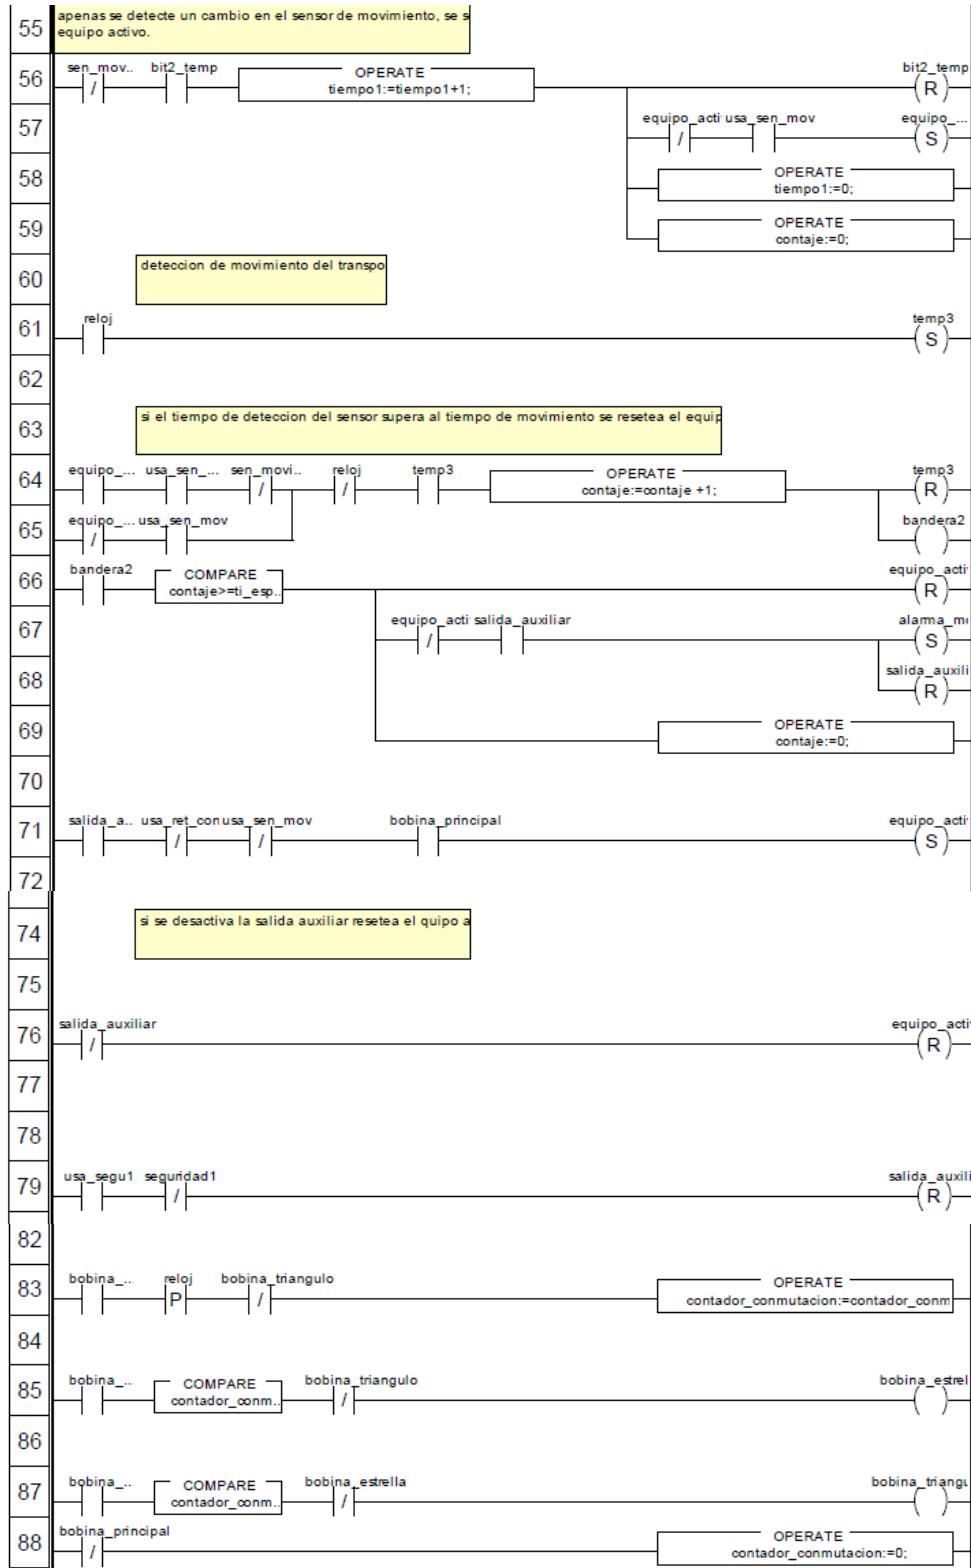 55
apenas se detecte un cambio en el sensor de movimiento, se s
equipo activo.
56
sen_mov..
bit2_temp
OPERATE
tiempo1:=tiempo1+1;
bit2_temp
/
R
57
equipo_acti
usa_sen_mov
equipo_...
/
S
58
OPERATE
tiempo1:=0;
59
OPERATE
contaje:=0;
60
deteccion de movimiento del transpo
61
reloj
temp3
S
62
63
si el tiempo de deteccion del sensor supera al tiempo de movimiento se resetea el equip
64
equipo_...
usa_sen_...
sen_movi..
reloj
temp3
OPERATE
contaje:=contaje +1;
temp3
/
/
R
65
equipo_...
usa_sen_mov
bandera2
/
66
bandera2
COMPARE
contaje>=ti_esp..
equipo_acti
R
67
equipo_acti
salida_auxiliar
alarma_m
/
S
68
salida_auxili
R
69
OPERATE
contaje:=0;
70
71
salida_a..
usa_ret_con
usa_sen_mov
bobina_principal
equipo_acti
/
/
S
72
74
si se desactiva la salida auxiliar resetea el quipo a
75
76
salida_auxiliar
equipo_acti
/
R
77
78
79
usa_segu1
seguridad1
salida_auxili
/
R
82
83
bobina_..
reloj
bobina_triangulo
OPERATE
contador_conmutacion:=contador_conm
P
/
84
85
bobina_..
COMPARE
contador_conm..
bobina_triangulo
bobina_estrel
/
86
87
bobina_..
COMPARE
contador_conm..
bobina_estrella
bobina_triangu
/
88
bobina_principal
OPERATE
contador_conmutacion:=0;
/